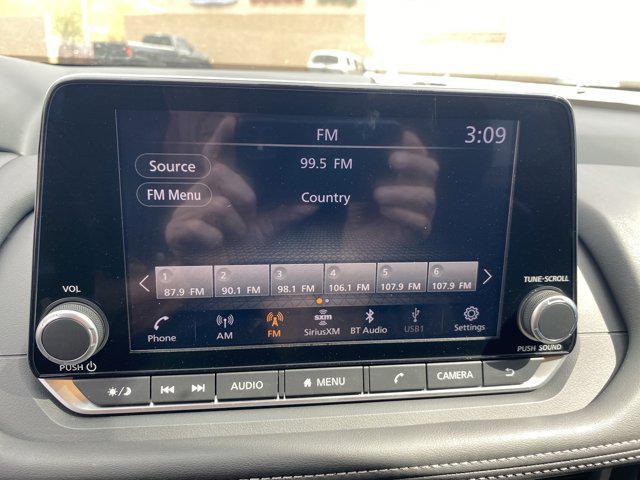 FM 3:09
Source 99.5 FM
FM Menu Country
1 2 3 4 5 6
87.9 FM 90.1 FM 98.1 FM 106.1 FM 107.9 FM 107.9 FM
VOL TUNE-SCROLL
Phone AM FM sxm SiriusXM BT Audio USB1 Settings
PUSH PUSH SOUND
AUDIO MENU CAMERA